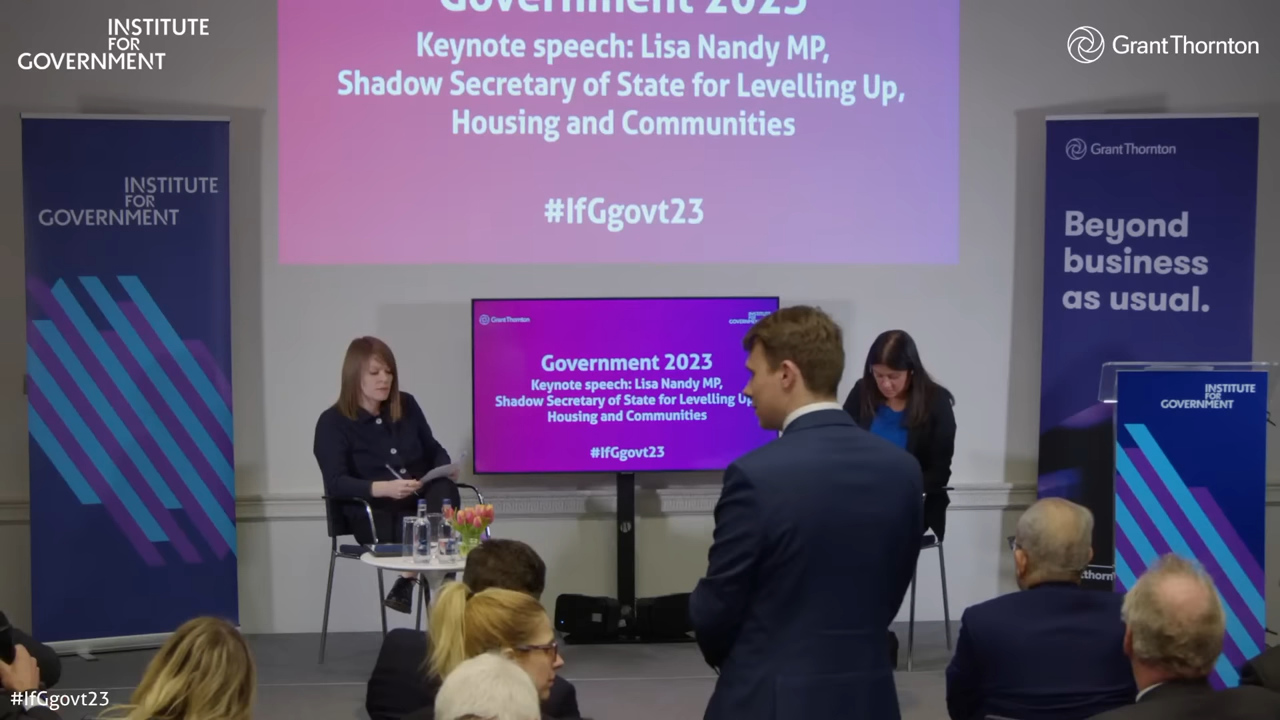 INSTITUTE
FOR
GOVERNMENT
Government 2023
Keynote speech: Lisa Nandy MP,
Shadow Secretary of State for Levelling Up,
Housing and Communities
#IfGgovt23
Grant Thornton
INSTITUTE
FOR
GOVERNMENT
Grant Thornton
Beyond
business
as usual.
Grant Thornton
Government 2023
Keynote speech: Lisa Nandy MP,
Shadow Secretary of State for Levelling Up,
Housing and Communities
#IfGgovt23
INSTITUTE
FOR
GOVERNMENT
#IfGgovt23